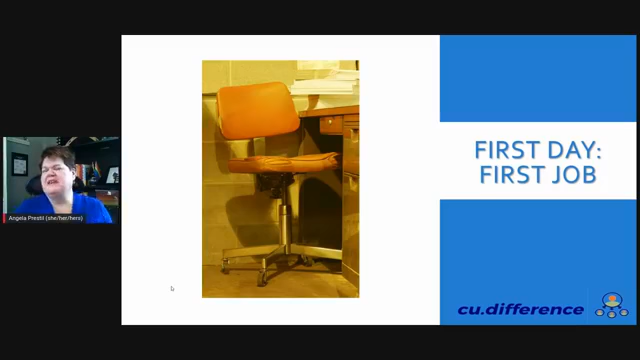 FIRST DAY:
FIRST JOB
Angela Prestil (she/her/hers)
cu.difference